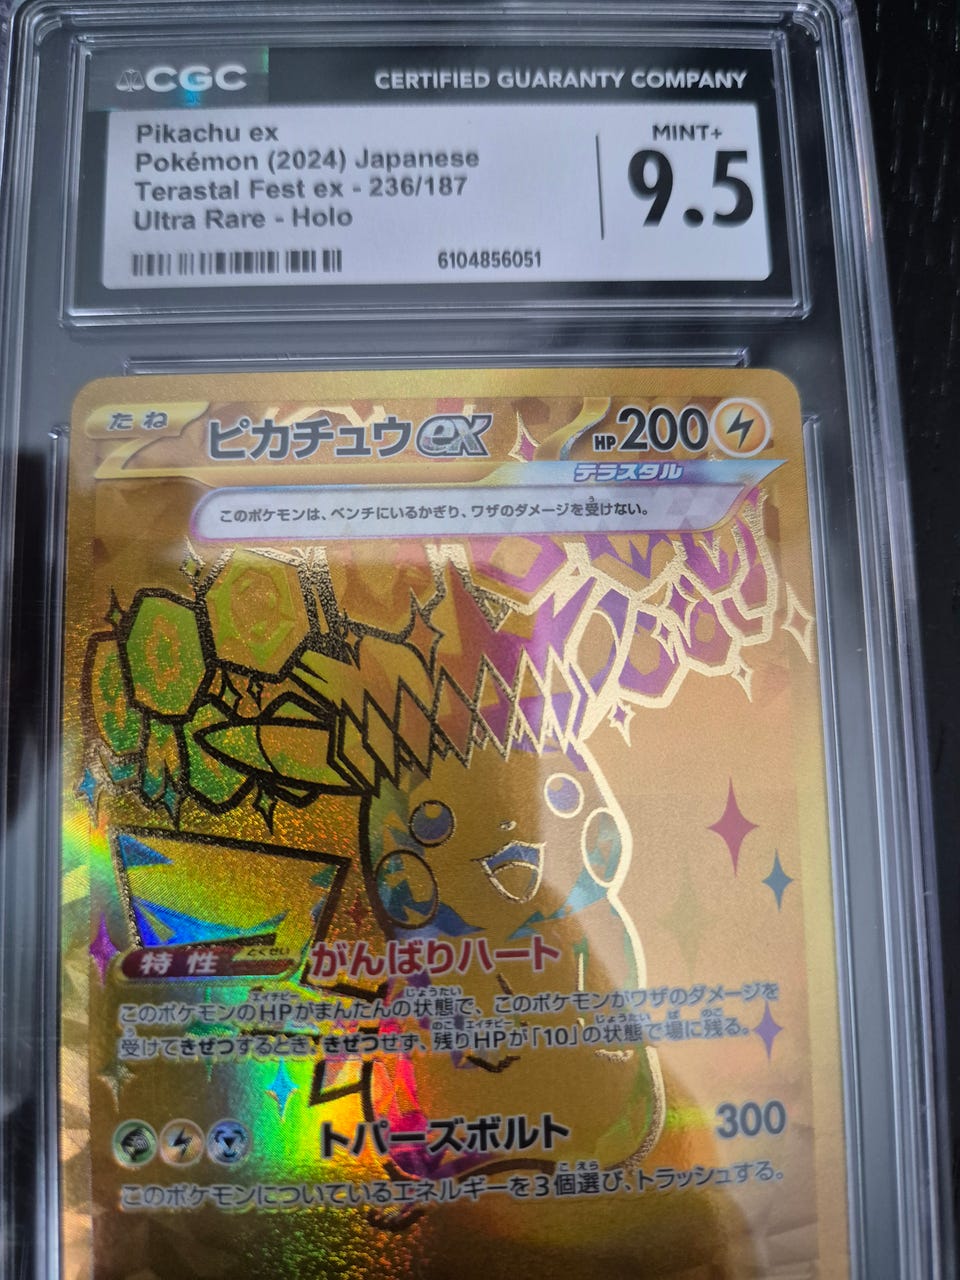 CGC
CERTIFIED GUARANTY COMPANY
Pikachu ex
Pokémon (2024) Japanese
Terastal Fest ex - 236/187
Ultra Rare - Holo
MINT+
9.5
6104856051
たね
ピカチュウex
HP200
テラスタル
このポケモンは、ベンチにいるかぎり、ワザのダメージを受けない。
特性
とくせい
がんばりハート
このポケモンのHPがまんたんの状態で、このポケモンがワザのダメージを
受けてきぜつするとき、きぜつせず、残りHPが「10」の状態で場に残る。
トパーズボルト
300
このポケモンについているエネルギーを3個選び、トラッシュする。